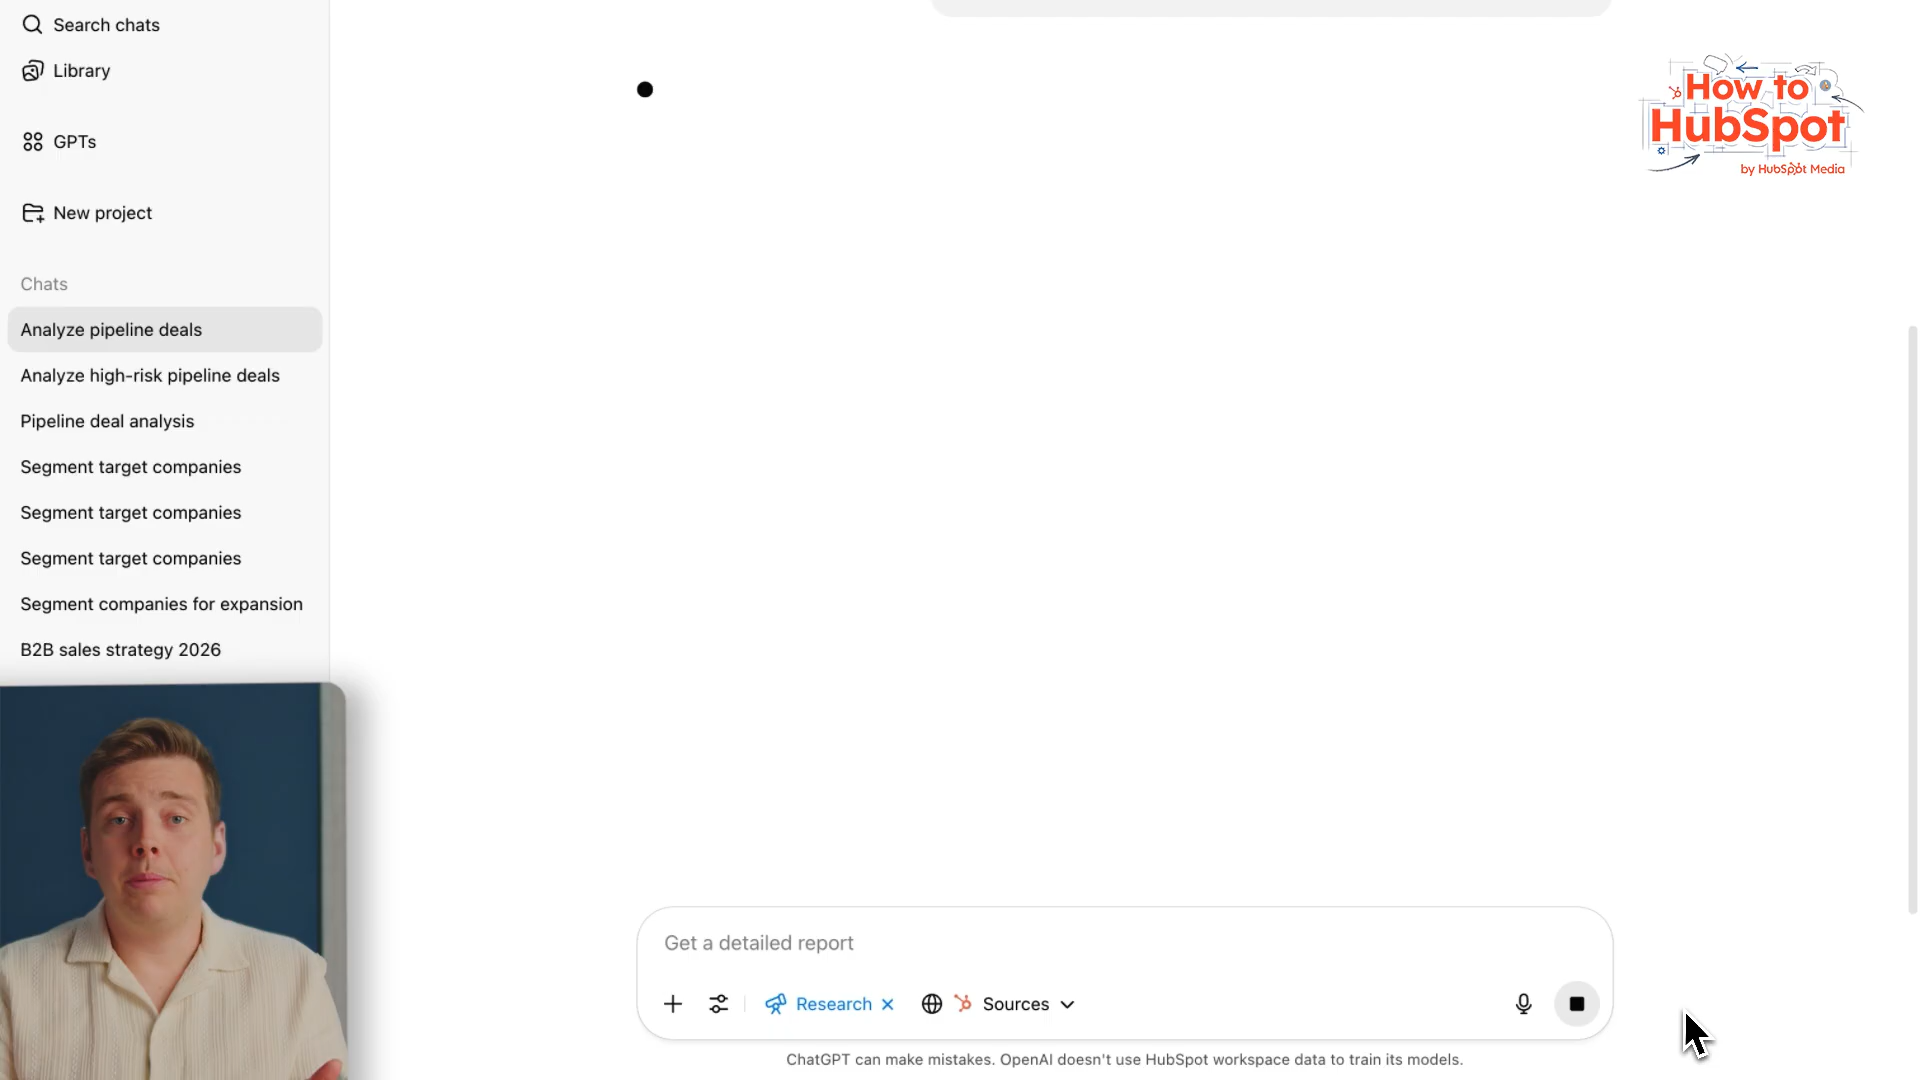 Search chats
Library
GPTs
New project
Chats
Analyze pipeline deals
Analyze high-risk pipeline deals
Pipeline deal analysis
Segment target companies
Segment target companies
Segment target companies
Segment companies for expansion
B2B sales strategy 2026
How to
HubSpot
by HubSpot Media
Get a detailed report
Research
Sources
ChatGPT can make mistakes. OpenAI doesn't use HubSpot workspace data to train its models.